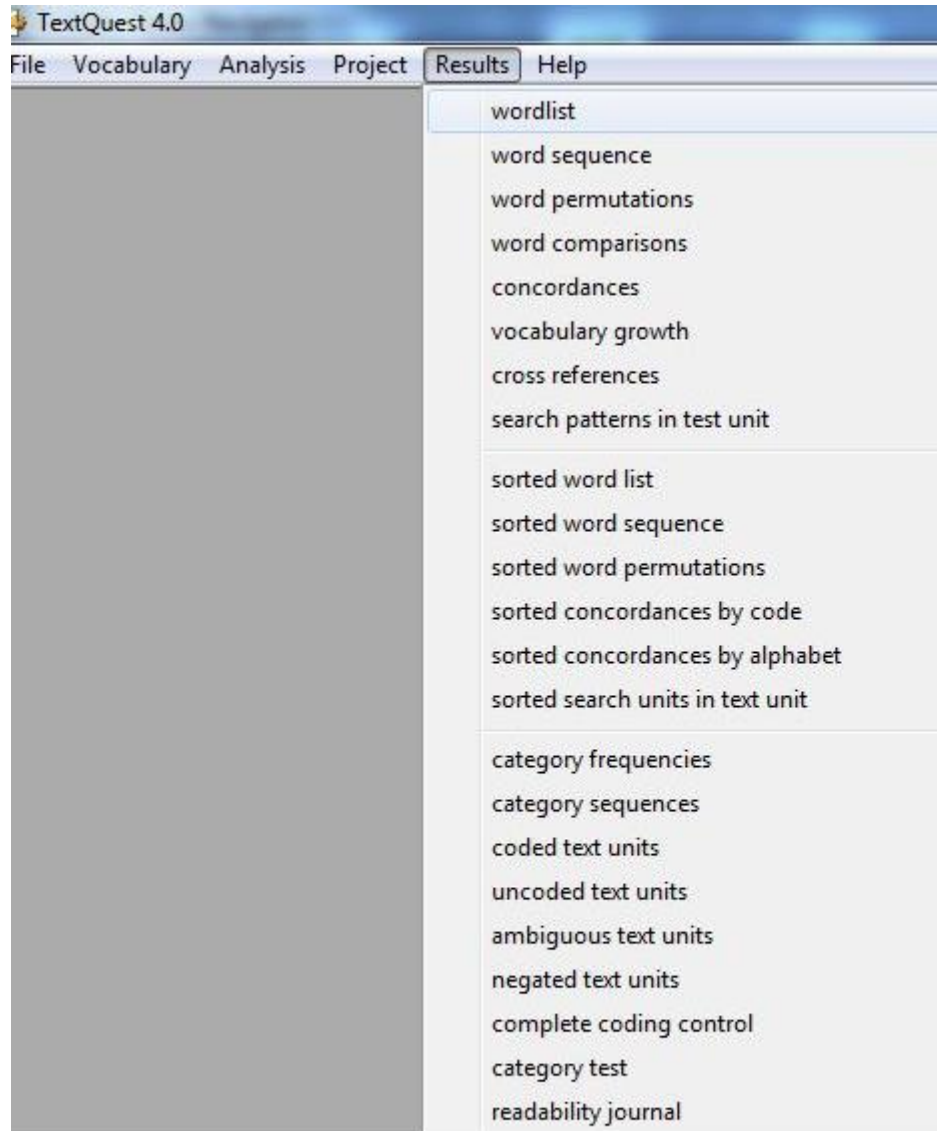 TextQuest 4.0
File Vocabulary Analysis Project Results Help
wordlist
word sequence
word permutations
word comparisons
concordances
vocabulary growth
cross references
search patterns in test unit
sorted word list
sorted word sequence
sorted word permutations
sorted concordances by code
sorted concordances by alphabet
sorted search units in text unit
category frequencies
category sequences
coded text units
uncoded text units
ambiguous text units
negated text units
complete coding control
category test
readability journal